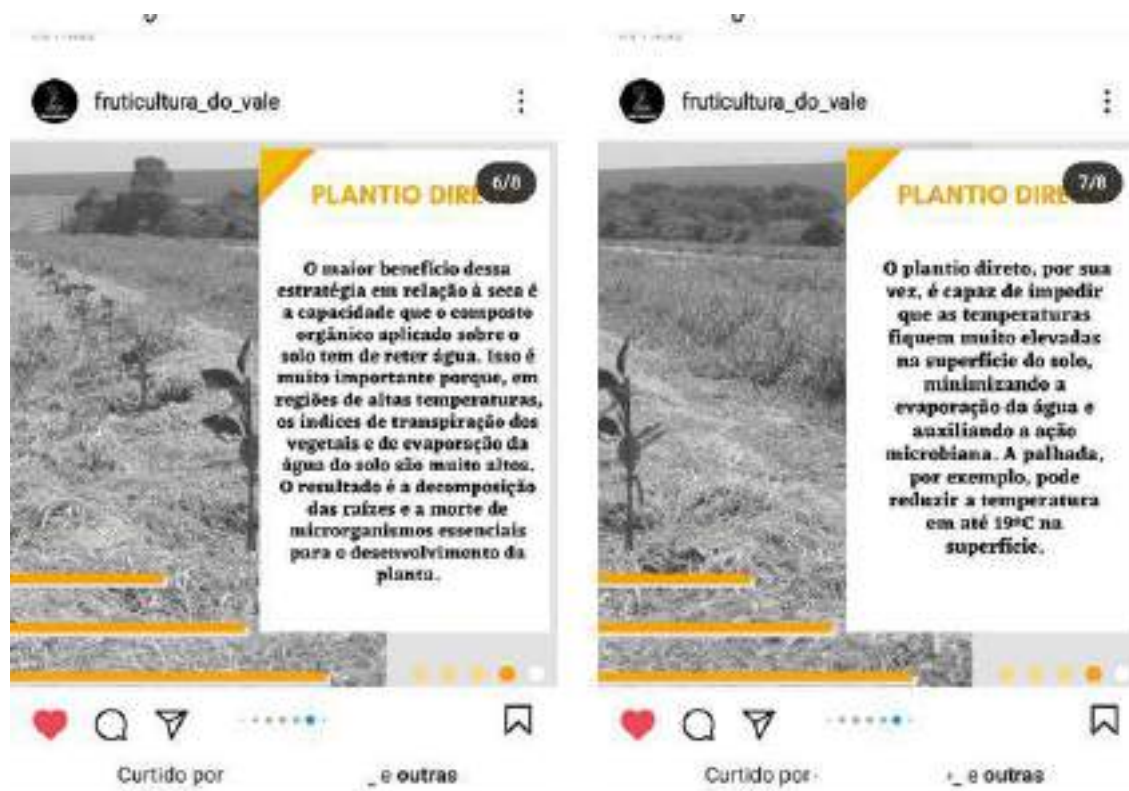 fruticultura_do_vale
6/8
PLANTIO DIRE
O maior benefício dessa
estratégia em relação à seca é
a capacidade que o composto
orgânico aplicado sobre o
solo tem de reter água. Isso é
muito importante porque, em
regiões de altas temperaturas,
os índices de transpiração dos
vegetais e de evaporação da
água do solo são muito altos.
O resultado é a decomposição
das raízes e a morte de
microrganismos essenciais
para o desenvolvimento da
planta.
Curtido por _ e outras
fruticultura_do_vale
7/8
PLANTIO DIRE
O plantio direto, por sua
vez, é capaz de impedir
que as temperaturas
fiquem muito elevadas
na superfície do solo,
minimizando a
evaporação da água e
auxiliando a ação
microbiana. A palhada,
por exemplo, pode
reduzir a temperatura
em até 19ºC na
superfície.
Curtido por _ e outras